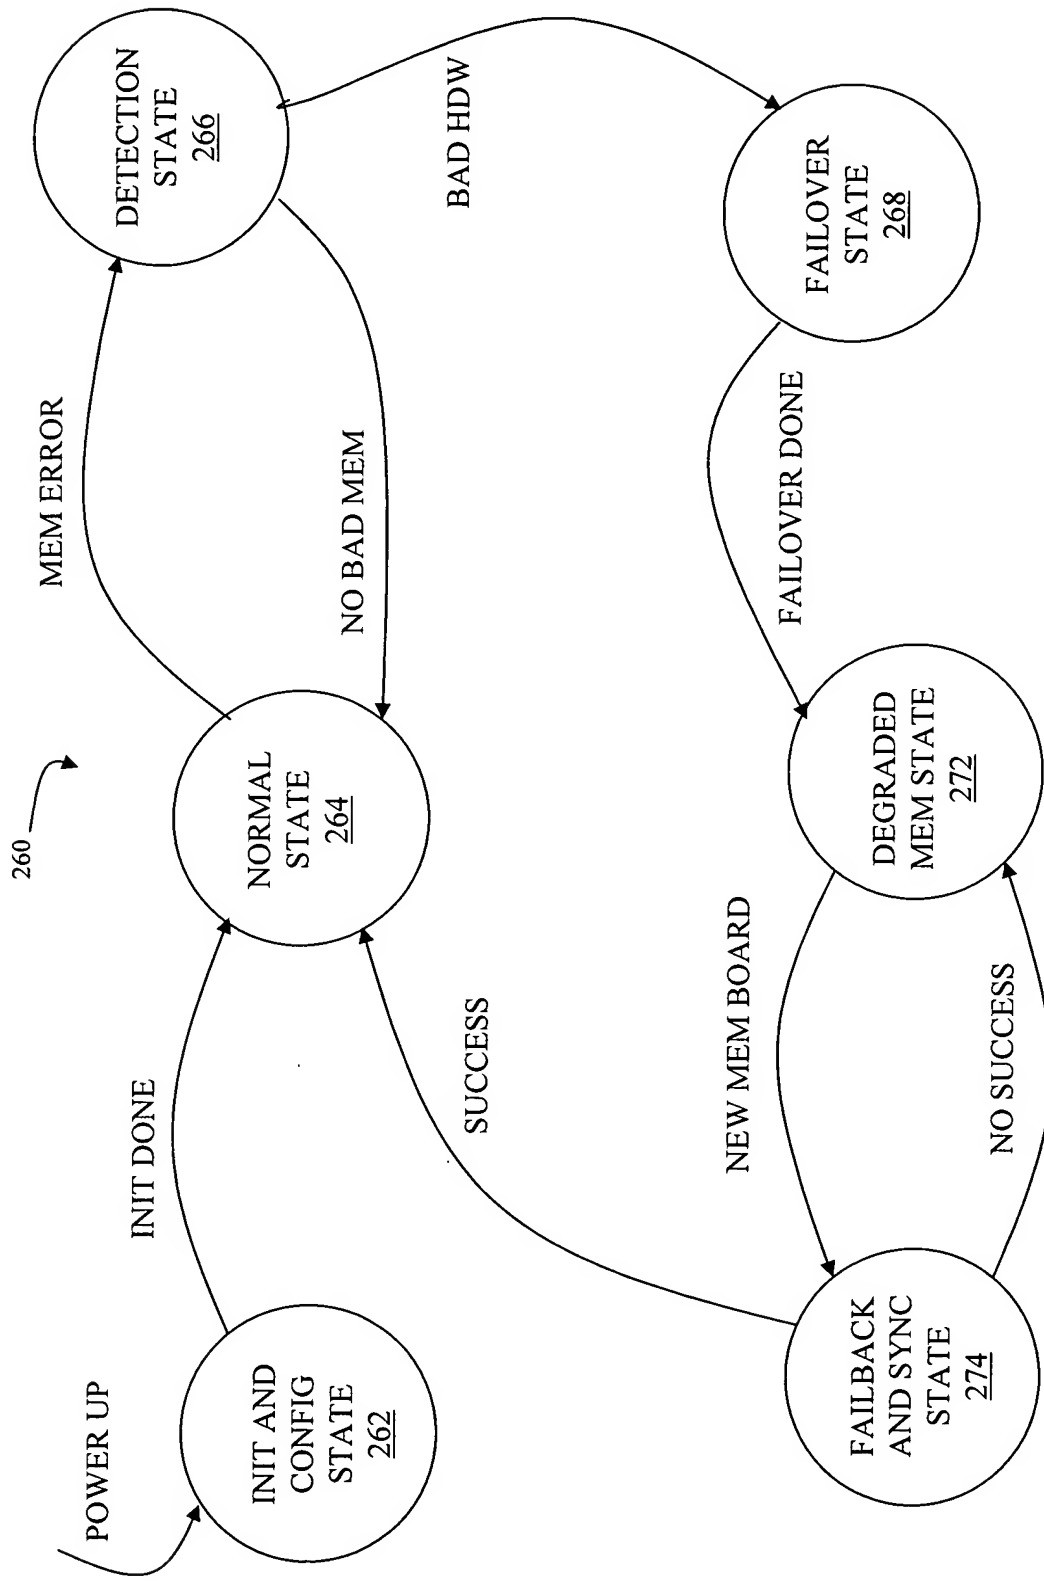 260
POWER UP
INIT AND
CONFIG
STATE
262
INIT DONE
NORMAL
STATE
264
MEM ERROR
DETECTION
STATE
266
NO BAD MEM
BAD HDW
SUCCESS
FAILOVER
STATE
268
FAILOVER DONE
DEGRADED
MEM STATE
272
NEW MEM BOARD
NO SUCCESS
FAILBACK
AND SYNC
STATE
274